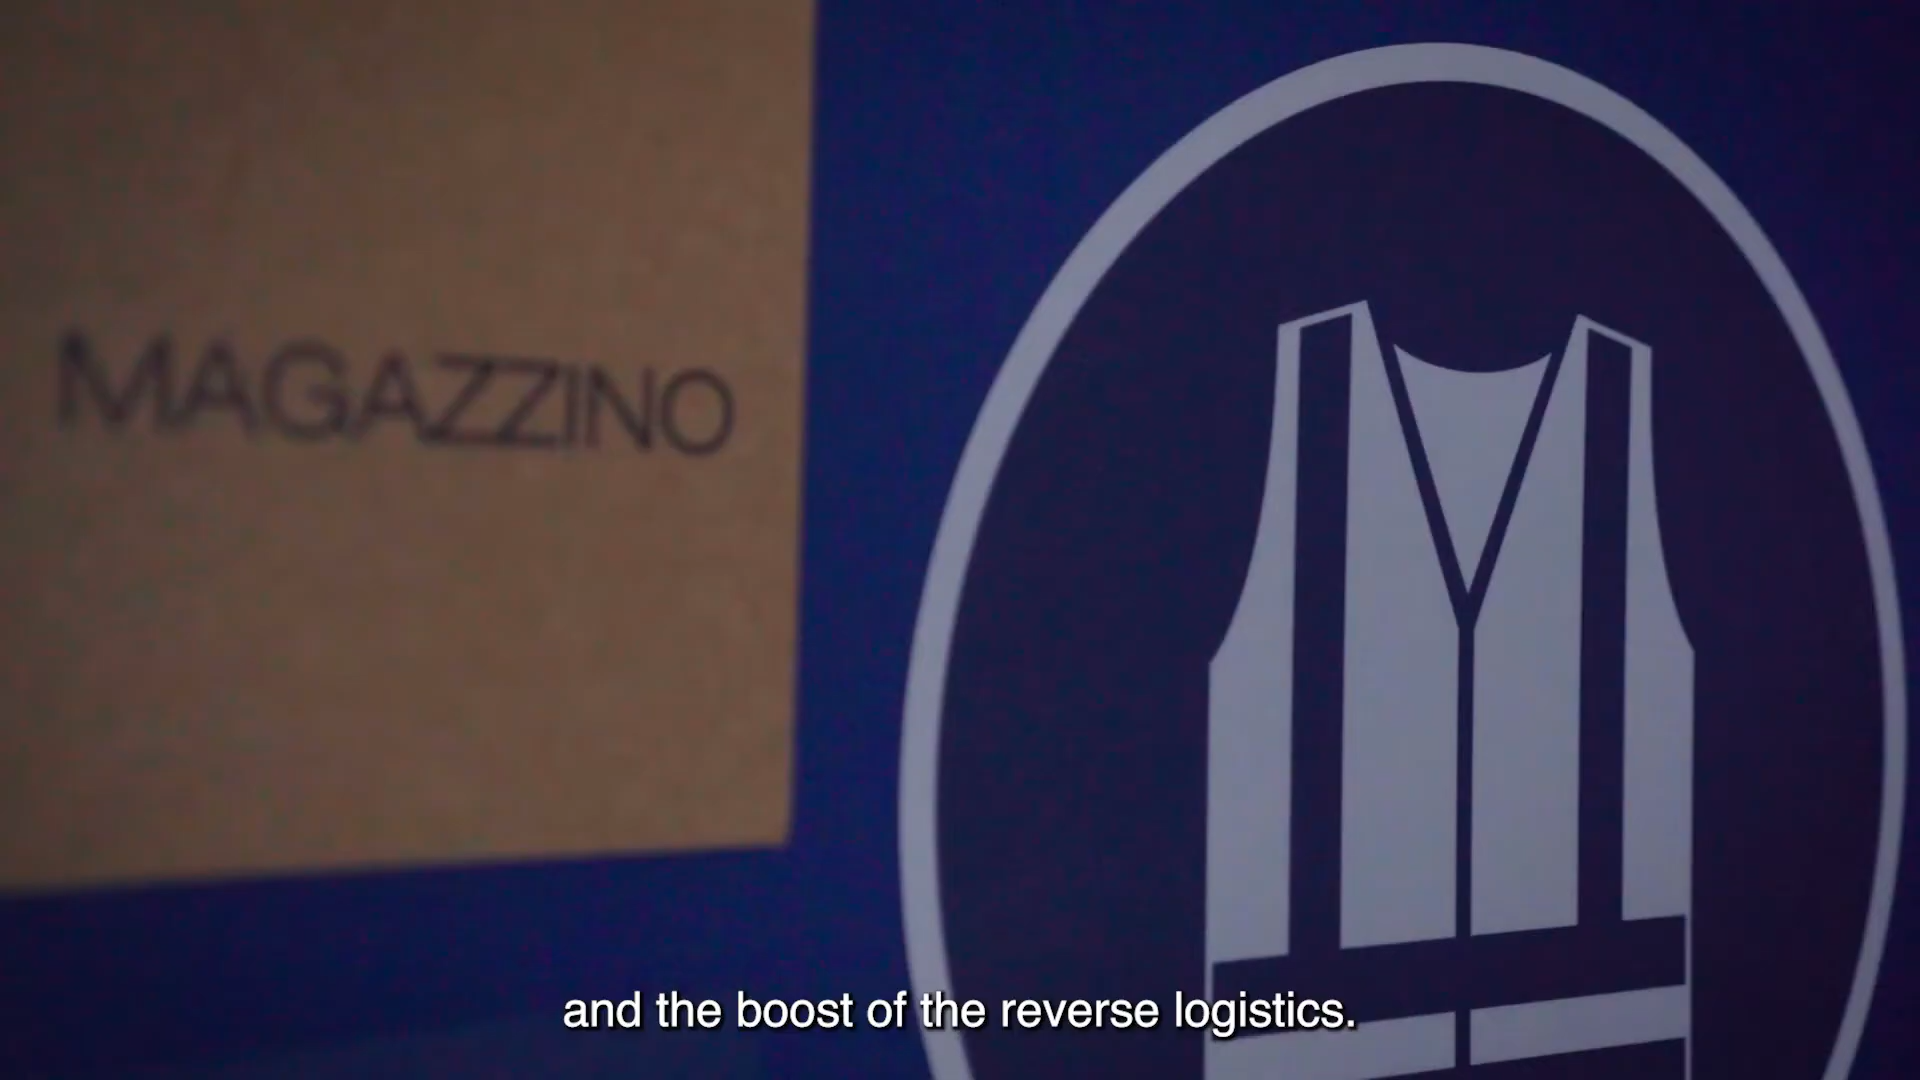 MAGAZZINO
and the boost of the reverse logistics.